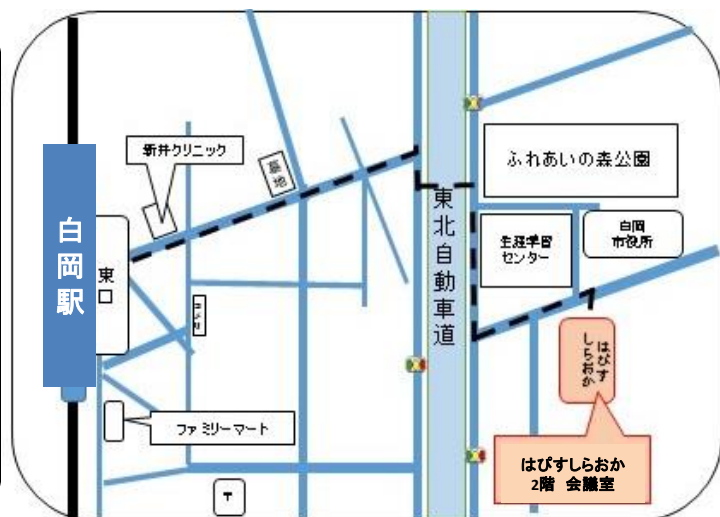 白岡駅
東口
新井クリニック
墓地
コメリ
ファミリーマート
〒
東北自動車道
ふれあいの森公園
生涯学習
センター
白岡
市役所
はぴす
しらおか
はぴすしらおか
2階 会議室